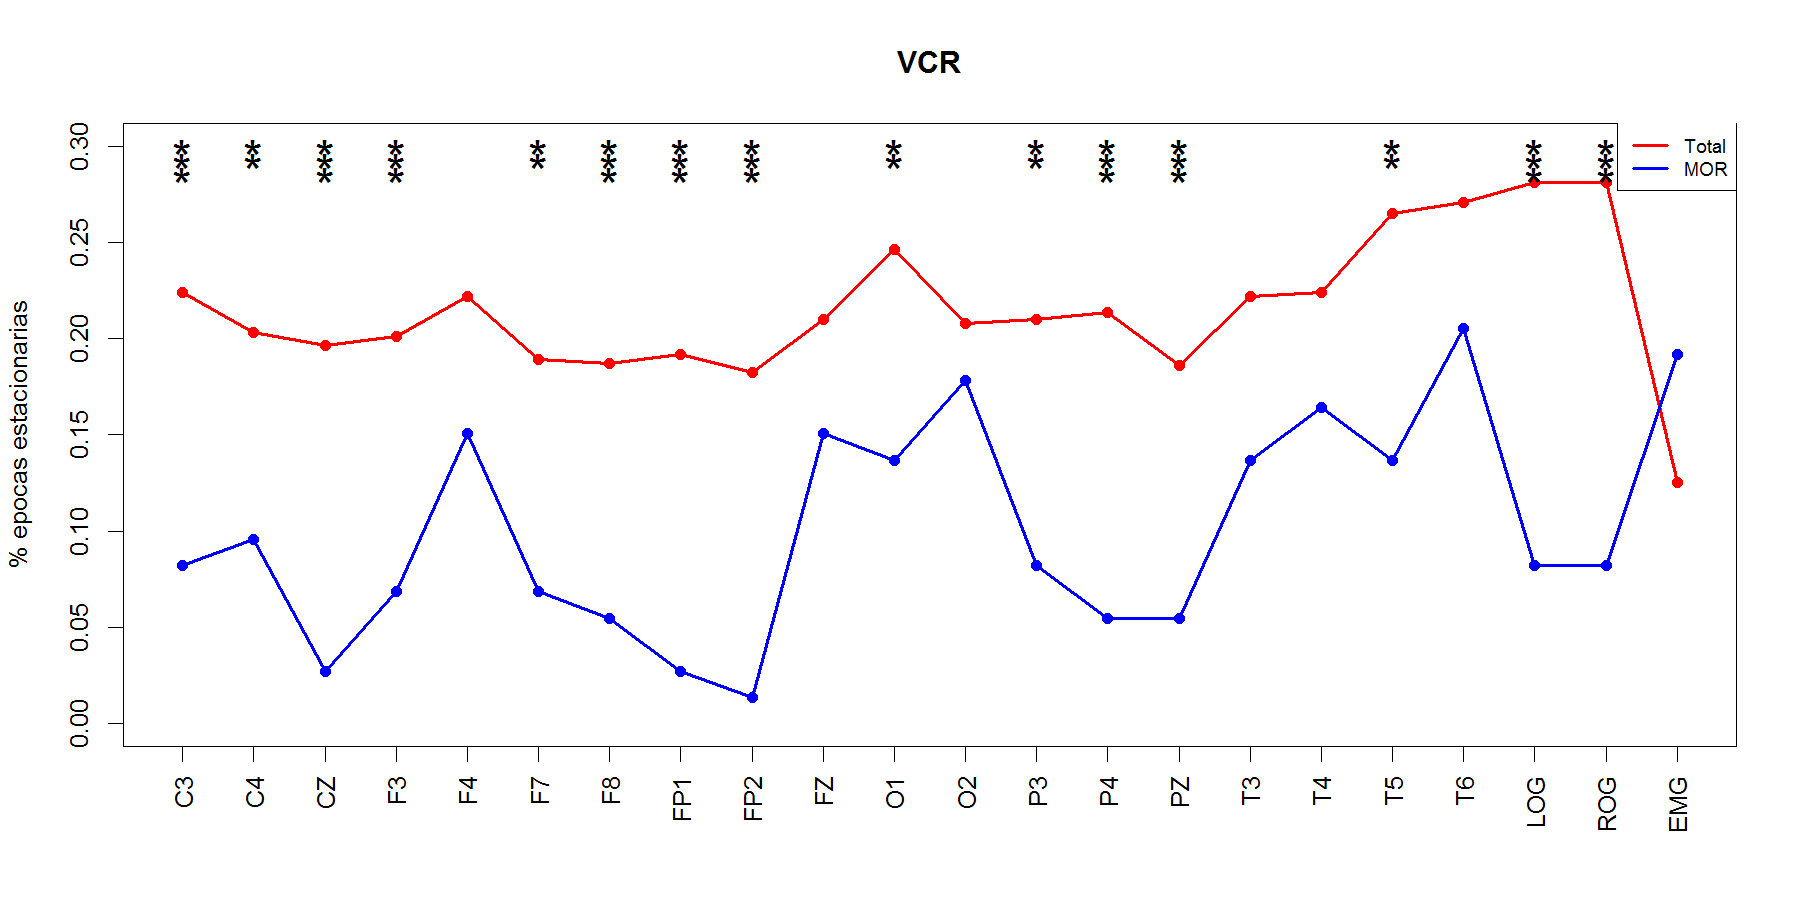 VCR
% epocas estacionarias
0.30
0.25
0.20
0.15
0.10
0.05
0.00
*** ** *** *** ** *** *** *** ** ** *** *** ** *** ***
Total
MOR
C3 C4 CZ F3 F4 F7 F8 FP1 FP2 FZ O1 O2 P3 P4 PZ T3 T4 T5 T6 LOG ROG EMG